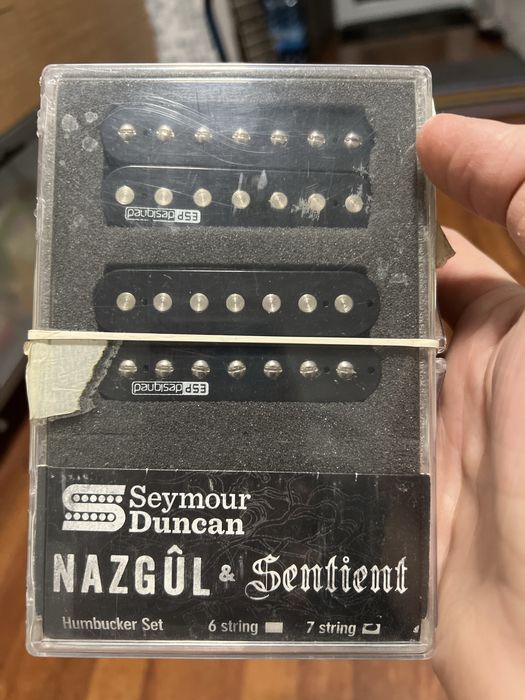 ESP designed
ESP designed
Seymour
Duncan
NAZGÛL & Sentient
Humbucker Set 6 string 7 string